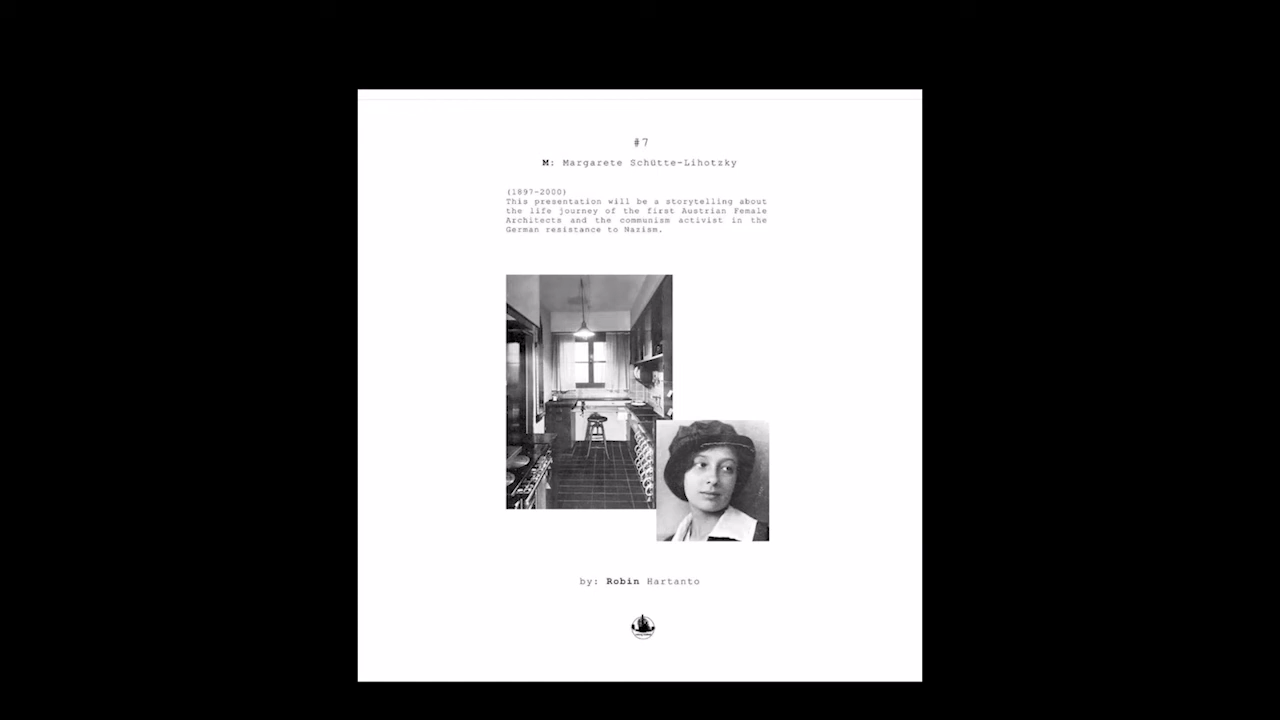 #7
M: Margarete Schütte-Lihotzky
(1897-2000)
This presentation will be a storytelling about
the life journey of the first Austrian Female
Architects and the communism activist in the
German resistance to Nazism.
by: Robin Hartanto